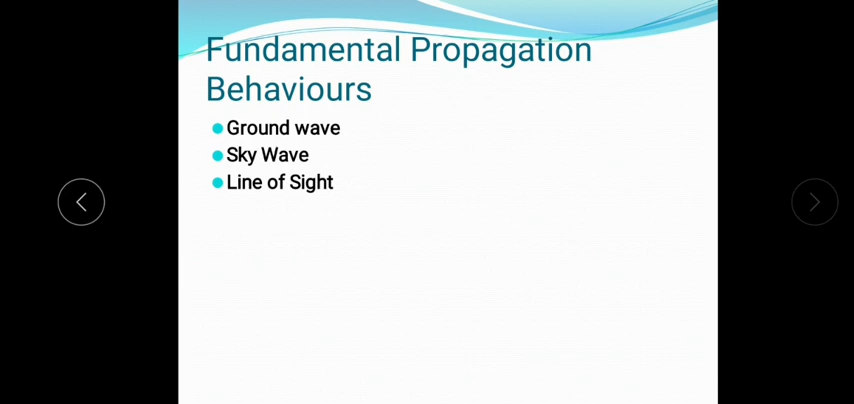 Fundamental Propagation
Behaviours
Ground wave
Sky Wave
Line of Sight